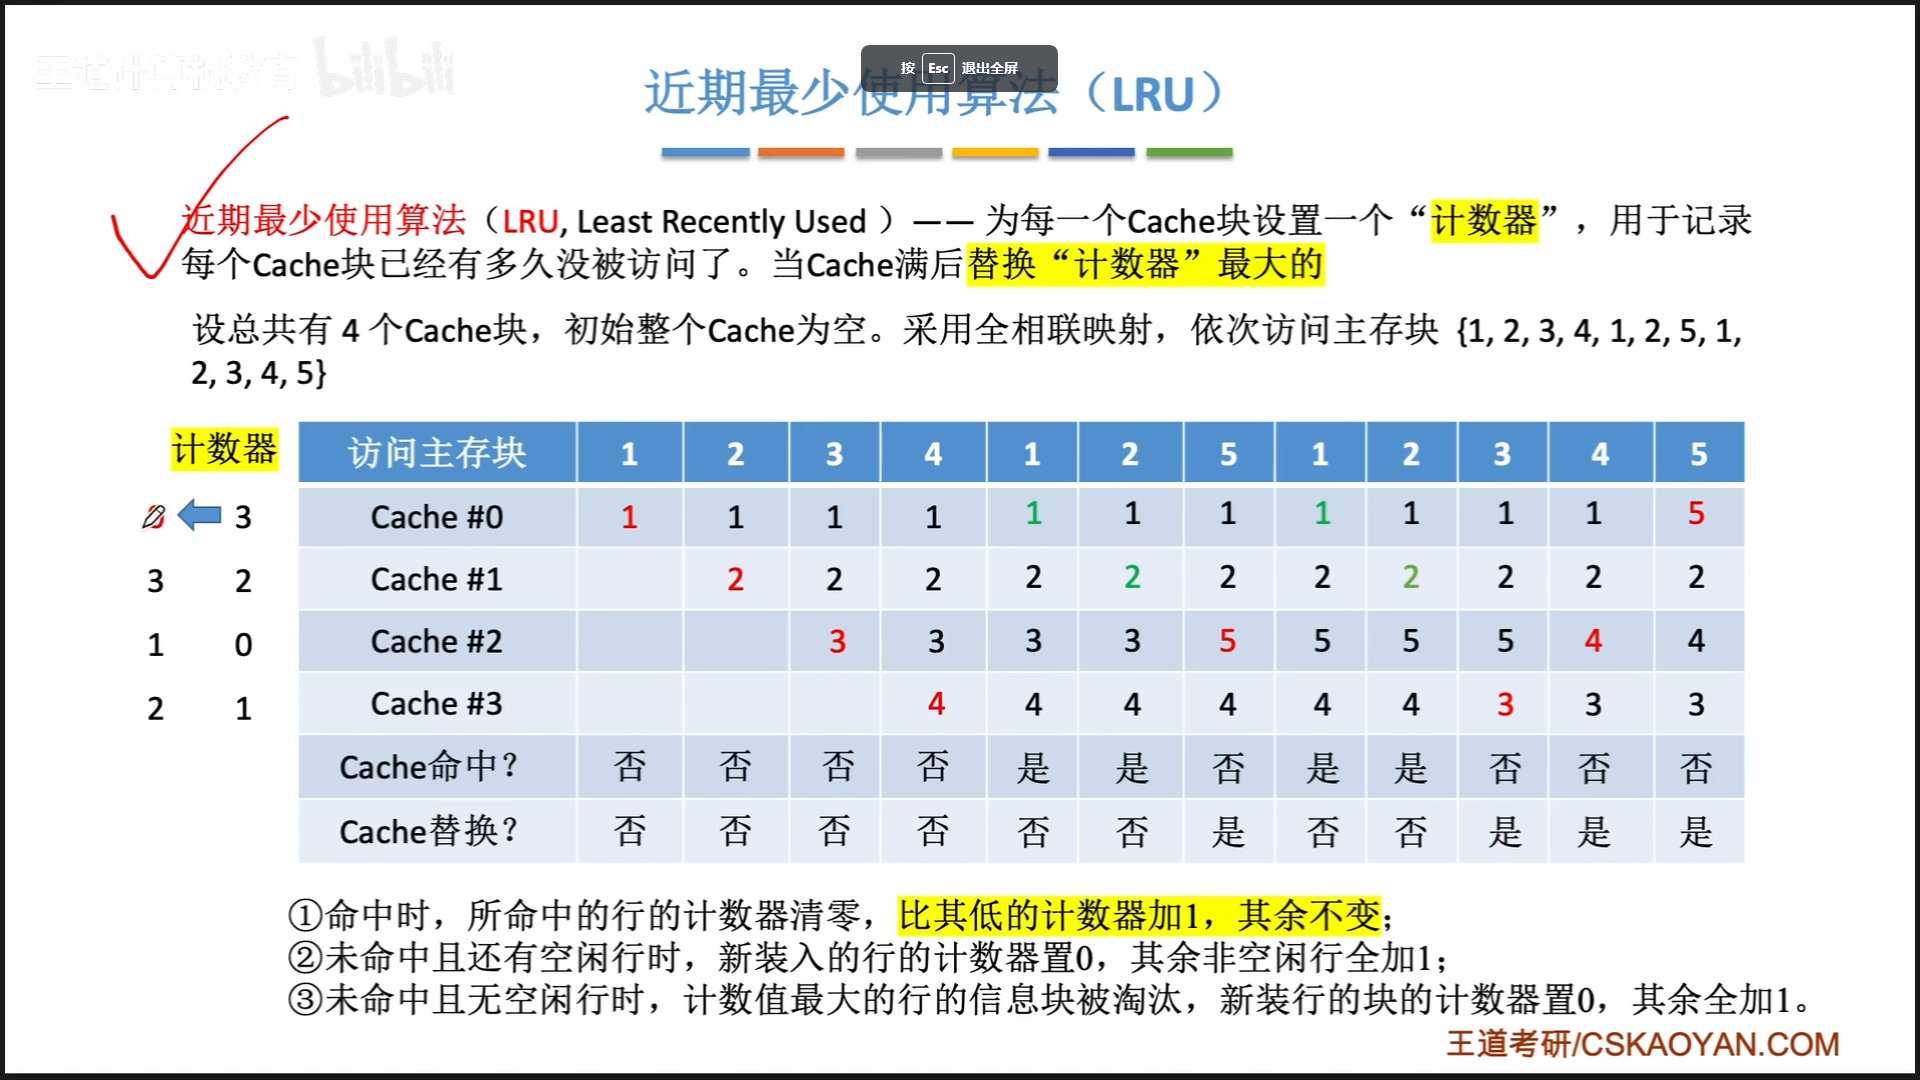 王道计算机教育 bilibili
按 Esc 退出全屏
近期最少使用算法（LRU）
近期最少使用算法（LRU, Least Recently Used ）—— 为每一个Cache块设置一个“计数器”，用于记录
每个Cache块已经有多久没被访问了。当Cache满后替换“计数器”最大的
设总共有 4 个Cache块，初始整个Cache为空。采用全相联映射，依次访问主存块 {1, 2, 3, 4, 1, 2, 5, 1,
2, 3, 4, 5}
计数器 访问主存块 1 2 3 4 1 2 5 1 2 3 4 5
3 Cache #0 1 1 1 1 1 1 1 1 1 1 1 5
3 2 Cache #1 2 2 2 2 2 2 2 2 2 2 2
1 0 Cache #2 3 3 3 3 5 5 5 5 4 4
2 1 Cache #3 4 4 4 4 4 4 3 3 3
Cache命中？ 否 否 否 否 是 是 否 是 是 否 否 否
Cache替换？ 否 否 否 否 否 否 是 否 否 是 是 是
①命中时，所命中的行的计数器清零，比其低的计数器加1，其余不变；
②未命中且还有空闲行时，新装入的行的计数器置0，其余非空闲行全加1；
③未命中且无空闲行时，计数值最大的行的信息块被淘汰，新装行的块的计数器置0，其余全加1。
王道考研/CSKAOYAN.COM